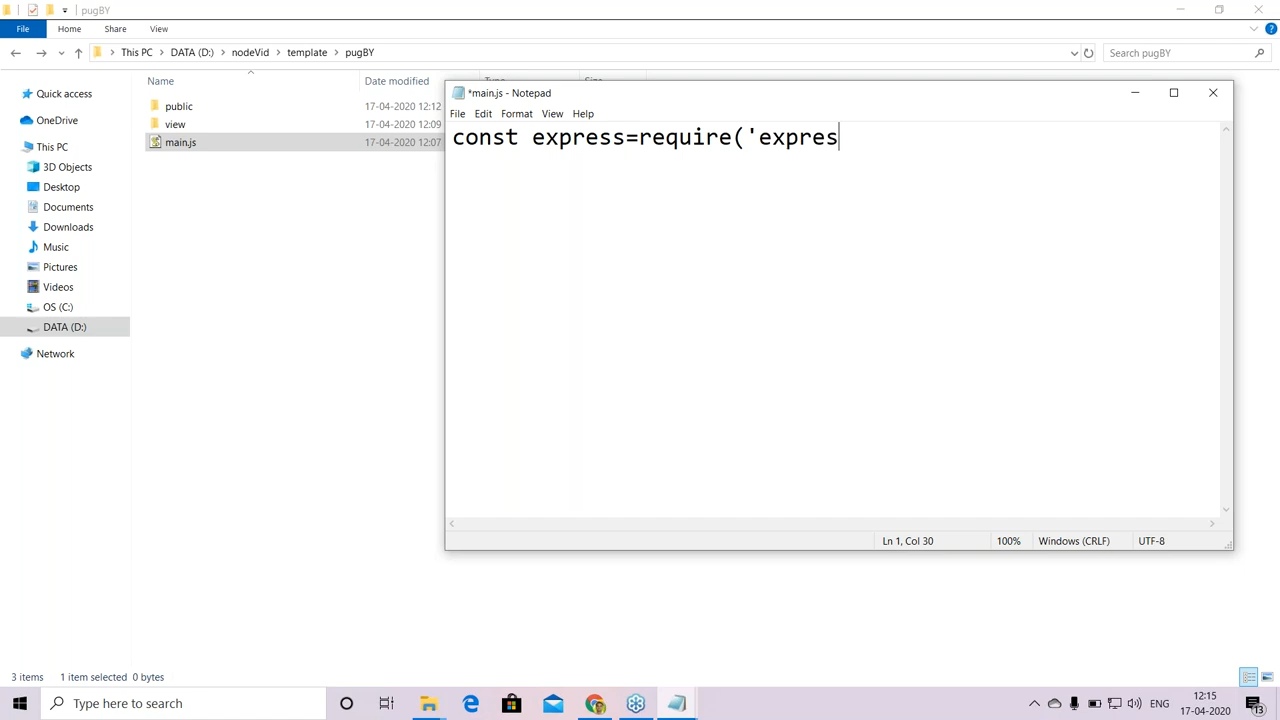 pugBY
File
Home
Share
View
This PC
DATA (D:)
nodeVid
template
pugBY
Search pugBY
Name
Date modified
Quick access
OneDrive
This PC
3D Objects
Desktop
Documents
Downloads
Music
Pictures
Videos
OS (C:)
DATA (D:)
Network
public
17-04-2020 12:12
view
17-04-2020 12:09
main.js
17-04-2020 12:07
*main.js - Notepad
File
Edit
Format
View
Help
const express=require('expres
Ln 1, Col 30
100%
Windows (CRLF)
UTF-8
3 items
1 item selected
0 bytes
Type here to search
ENG
12:15
17-04-2020
13